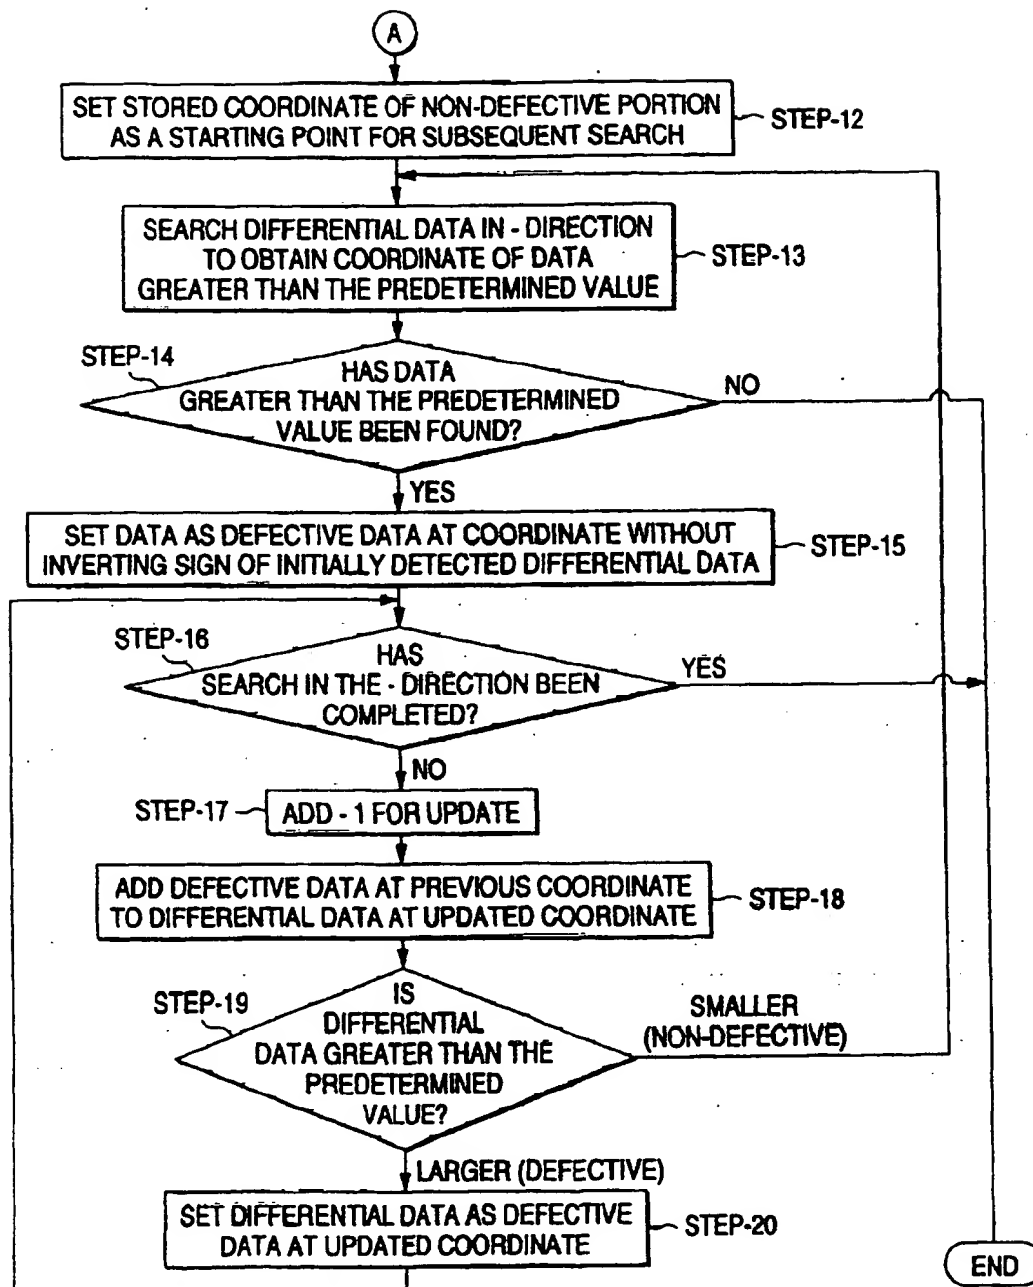 A
SET STORED COORDINATE OF NON-DEFECTIVE PORTION
AS A STARTING POINT FOR SUBSEQUENT SEARCH
STEP-12
SEARCH DIFFERENTIAL DATA IN - DIRECTION
TO OBTAIN COORDINATE OF DATA
GREATER THAN THE PREDETERMINED VALUE
STEP-13
STEP-14
HAS DATA
GREATER THAN THE PREDETERMINED
VALUE BEEN FOUND?
NO
YES
SET DATA AS DEFECTIVE DATA AT COORDINATE WITHOUT
INVERTING SIGN OF INITIALLY DETECTED DIFFERENTIAL DATA
STEP-15
STEP-16
HAS
SEARCH IN THE - DIRECTION BEEN
COMPLETED?
YES
NO
STEP-17
ADD - 1 FOR UPDATE
ADD DEFECTIVE DATA AT PREVIOUS COORDINATE
TO DIFFERENTIAL DATA AT UPDATED COORDINATE
STEP-18
STEP-19
IS
DIFFERENTIAL
DATA GREATER THAN THE
PREDETERMINED
VALUE?
SMALLER
(NON-DEFECTIVE)
LARGER (DEFECTIVE)
SET DIFFERENTIAL DATA AS DEFECTIVE
DATA AT UPDATED COORDINATE
STEP-20
END